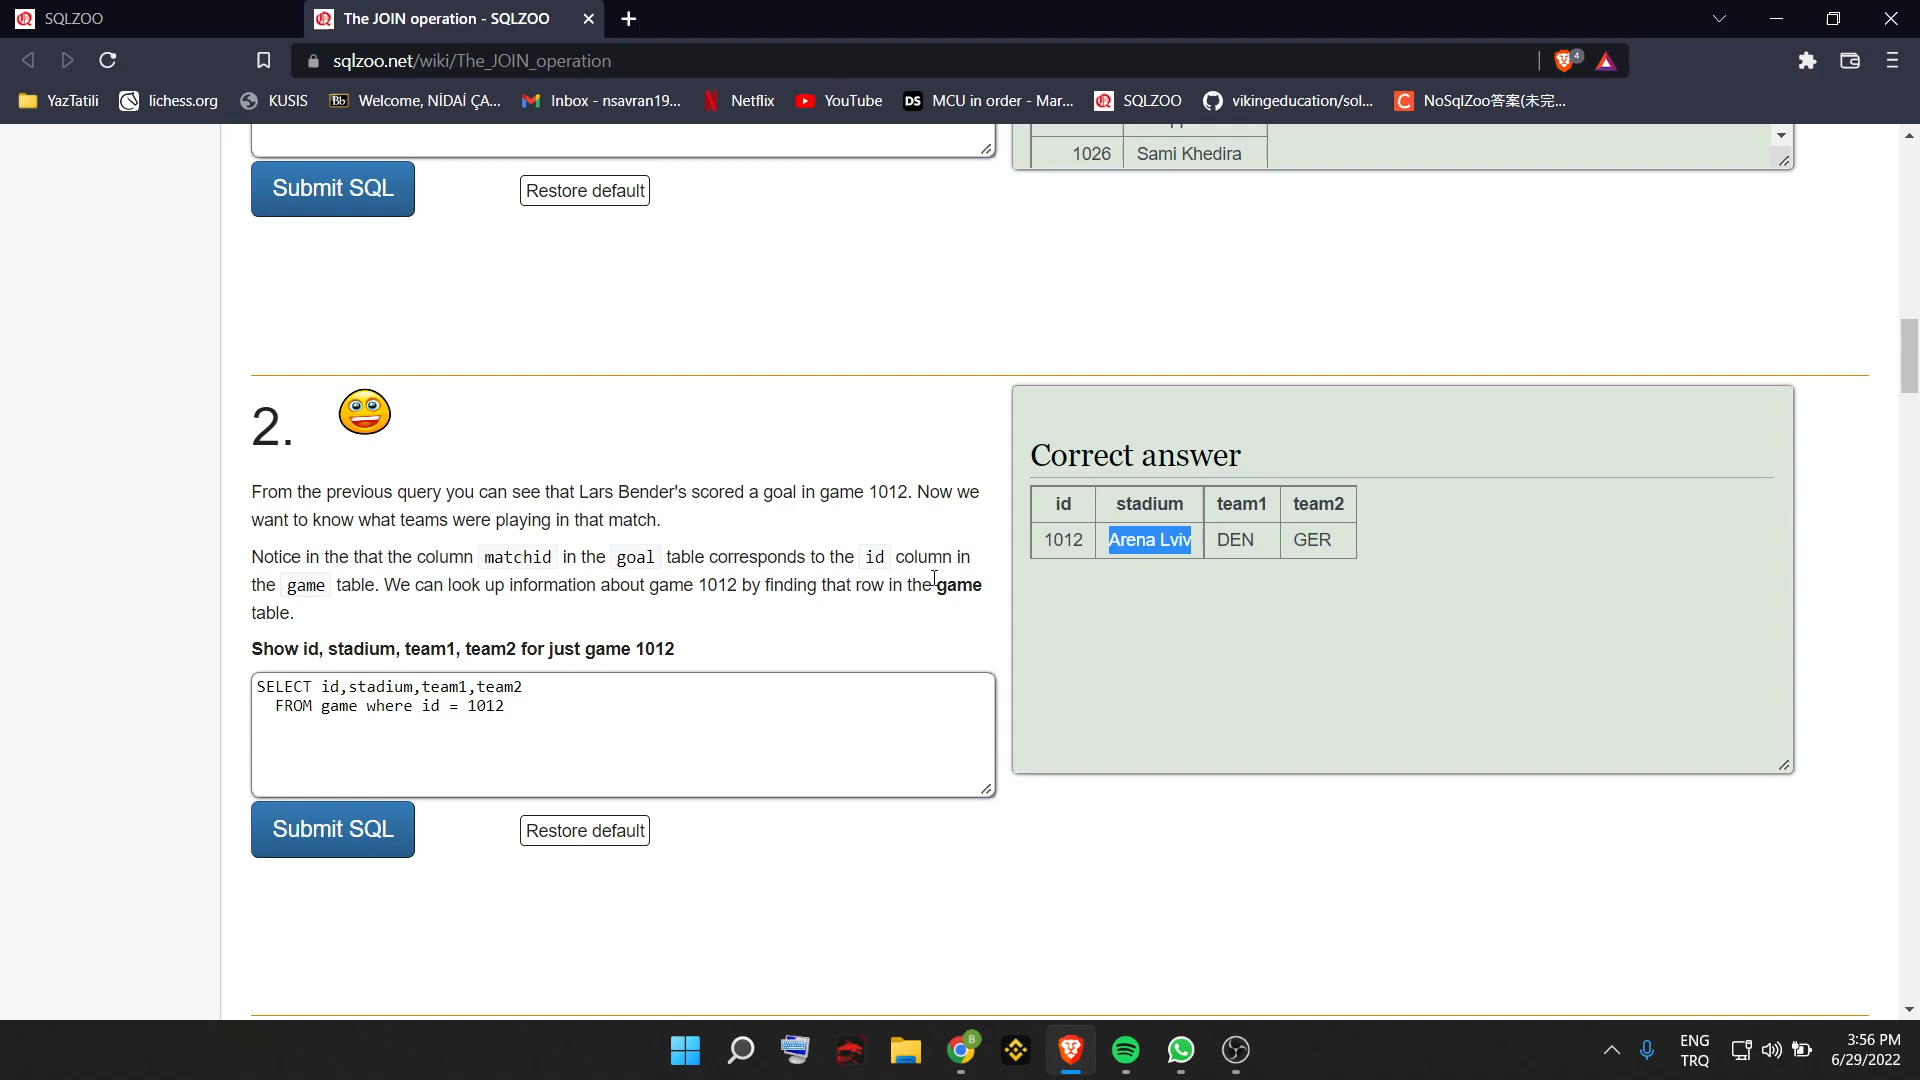 SQLZOO
The JOIN operation - SQLZOO
sqlzoo.net/wiki/The_JOIN_operation
4
YazTatili
lichess.org
KUSIS
Bb Welcome, NİDAİ ÇA...
Inbox - nsavran19...
Netflix
YouTube
DS MCU in order - Mar...
SQLZOO
vikingeducation/sol...
C NoSqlZoo答案(未完...
1026 Sami Khedira
Submit SQL
Restore default
2.
From the previous query you can see that Lars Bender's scored a goal in game 1012. Now we
want to know what teams were playing in that match.
Notice in the that the column matchid in the goal table corresponds to the id column in
the game table. We can look up information about game 1012 by finding that row in the game
table.
Show id, stadium, team1, team2 for just game 1012
SELECT id,stadium,team1,team2
FROM game where id = 1012
Submit SQL
Restore default
Correct answer
id stadium team1 team2
1012 Arena Lviv DEN GER
B
ENG
TRQ
3:56 PM
6/29/2022